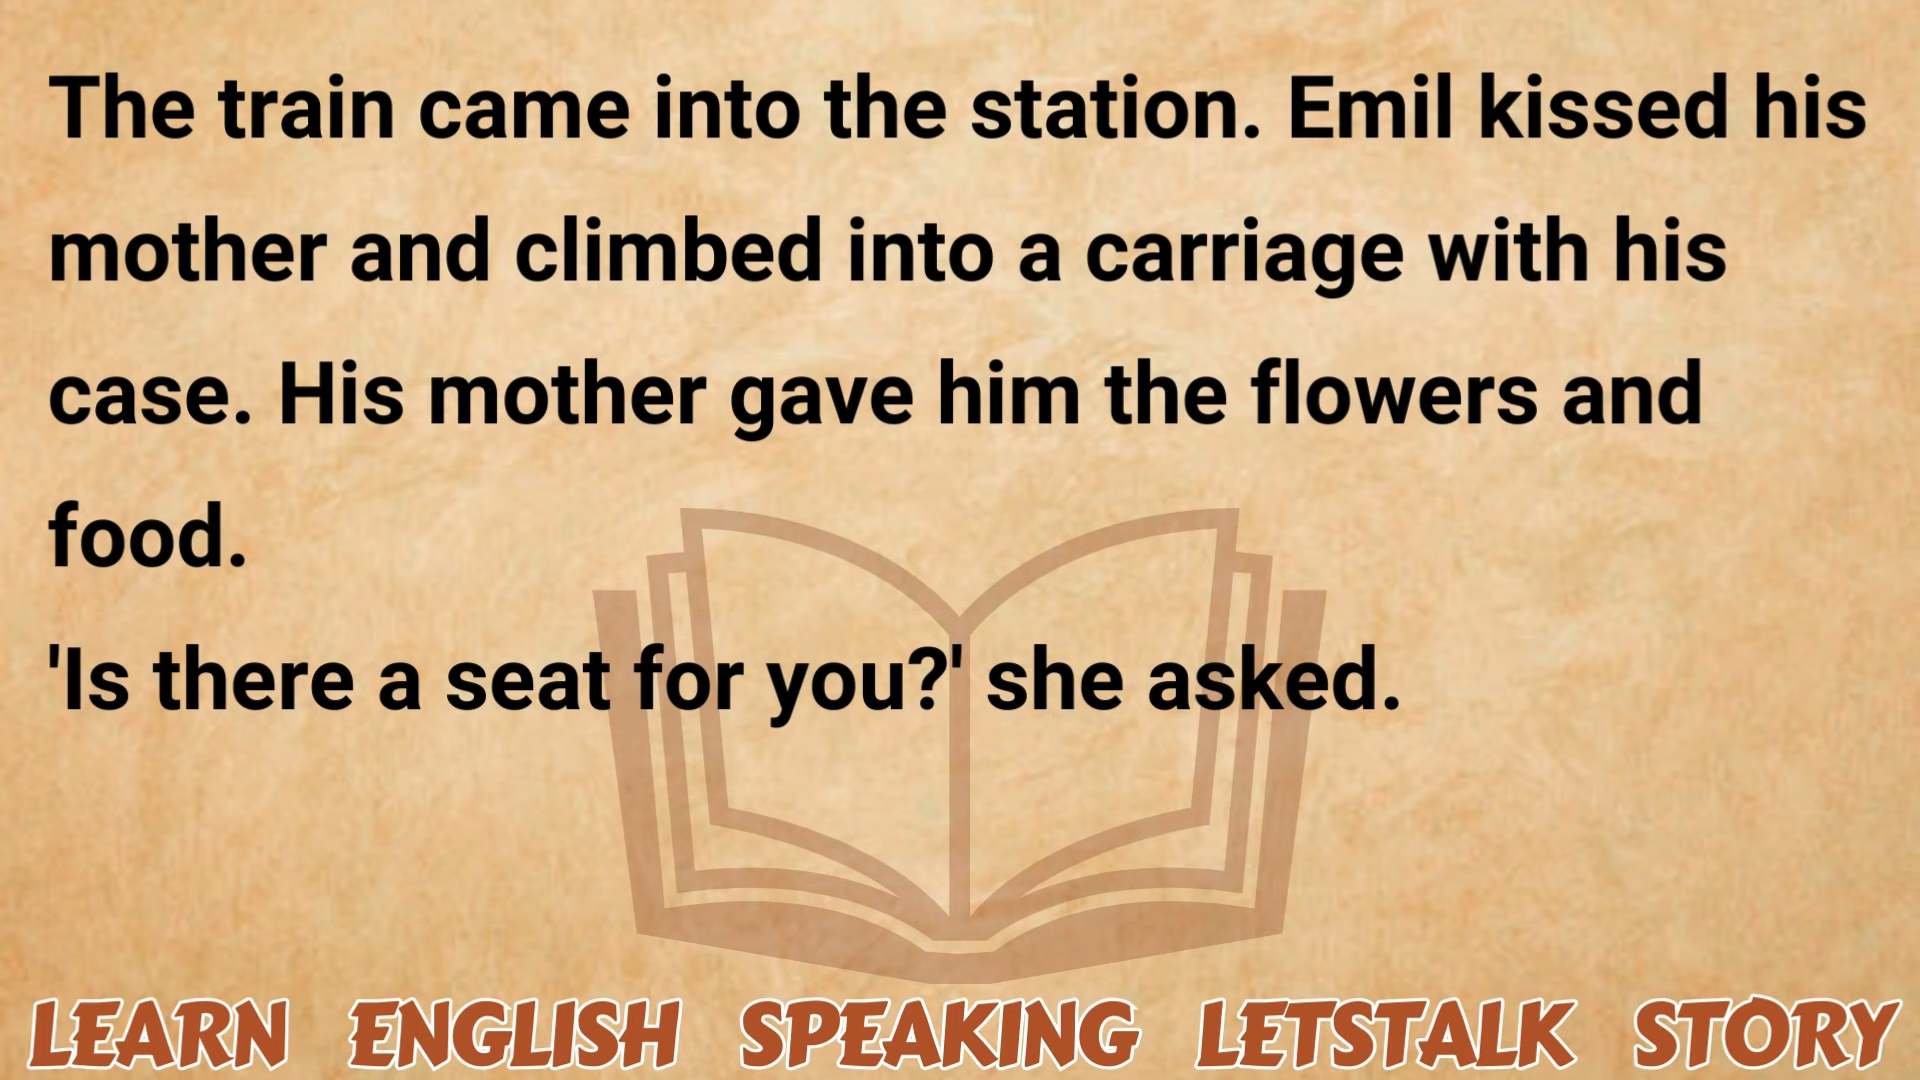 The train came into the station. Emil kissed his
mother and climbed into a carriage with his
case. His mother gave him the flowers and
food.
'Is there a seat for you?' she asked.
LEARN ENGLISH SPEAKING LETSTALK STORY